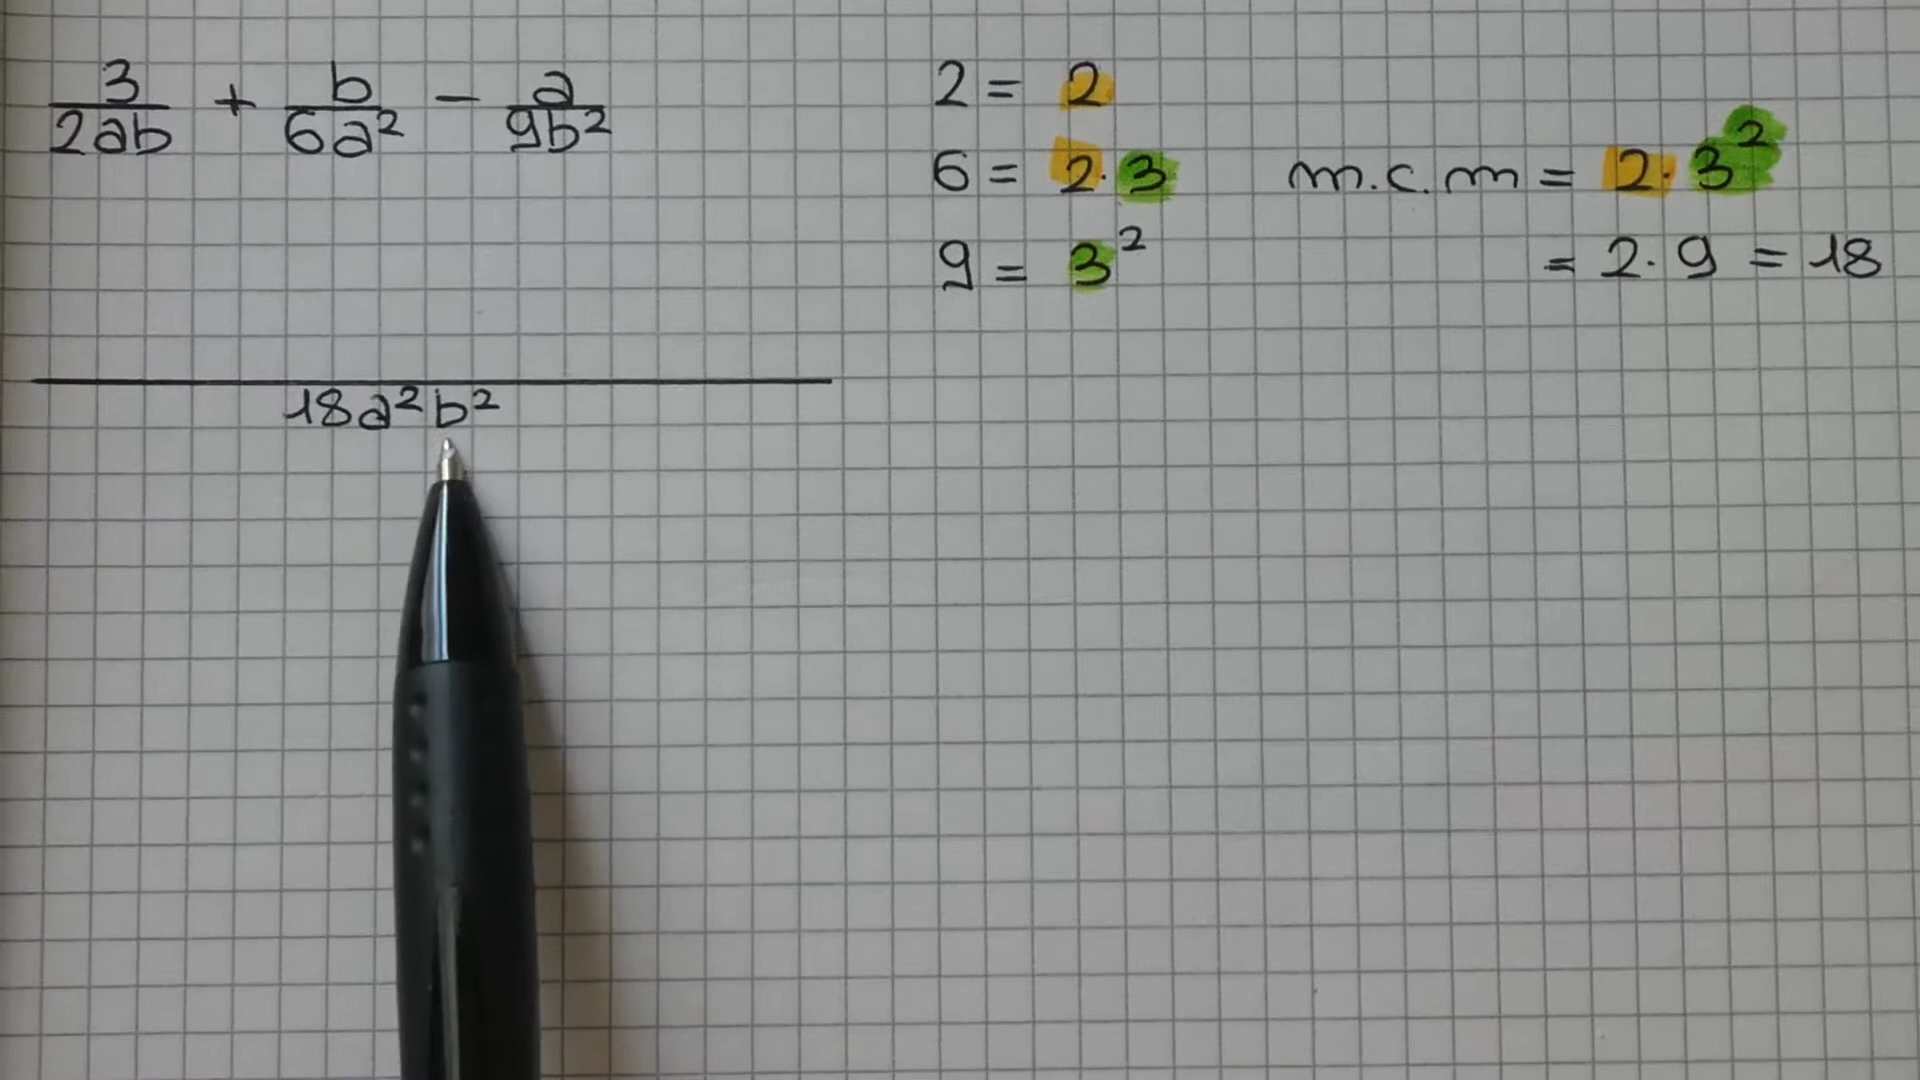 3/2ab + b/6a² - a/9b²
18a²b²
2 = 2
6 = 2·3
9 = 3²
m.c.m = 2·3²
= 2·9 = 18